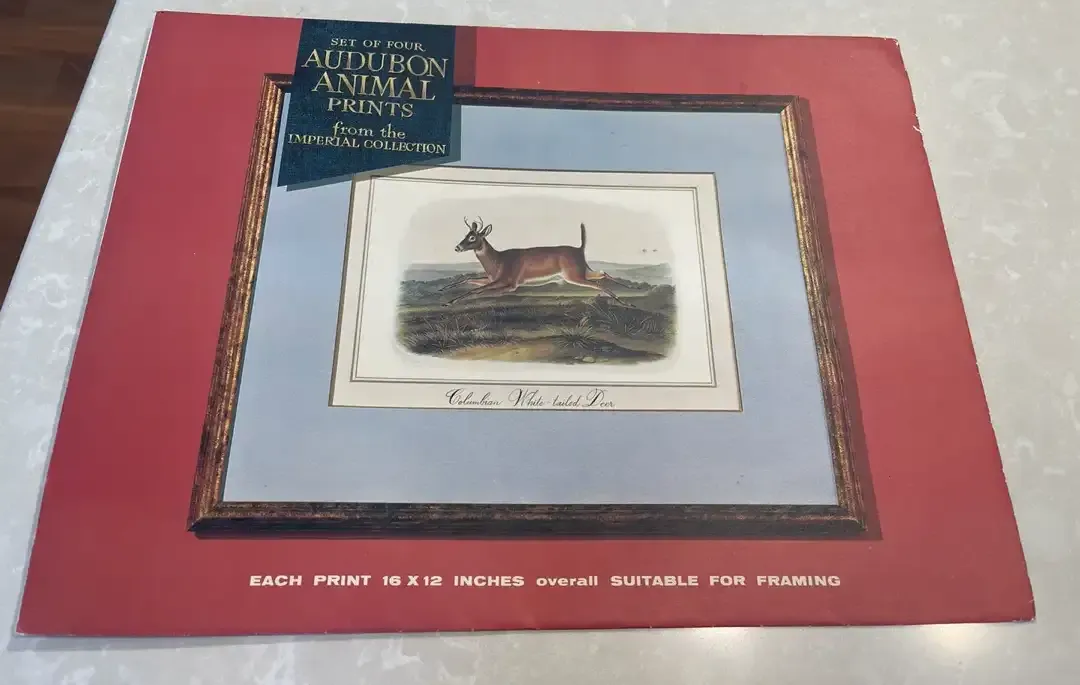 SET OF FOUR
AUDUBON
ANIMAL
PRINTS
from the
IMPERIAL COLLECTION
Columbian White-tailed Deer
EACH PRINT 16 X 12 INCHES overall SUITABLE FOR FRAMING